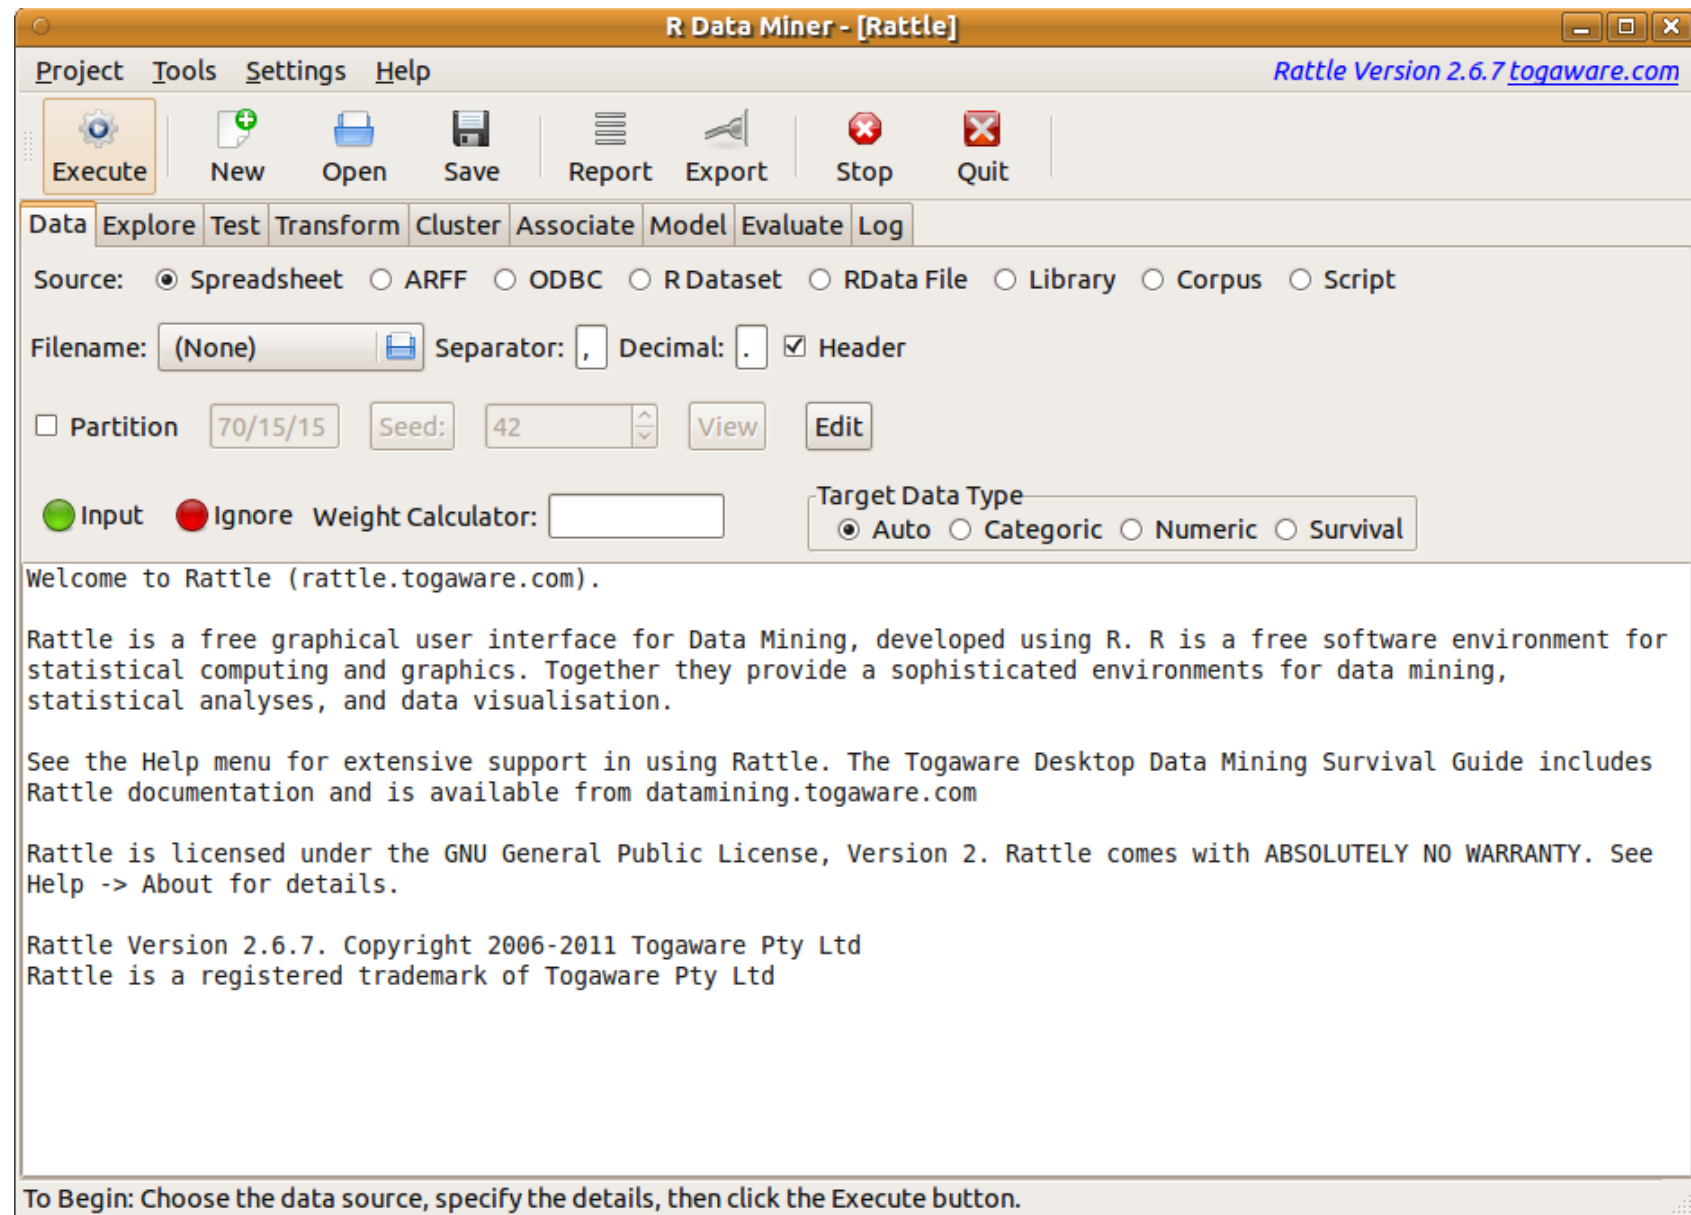 R Data Miner - [Rattle]
Project Tools Settings Help Rattle Version 2.6.7 togaware.com
Execute New Open Save Report Export Stop Quit
Data Explore Test Transform Cluster Associate Model Evaluate Log
Source: Spreadsheet ARFF ODBC R Dataset RData File Library Corpus Script
Filename: (None) Separator: , Decimal: . Header
Partition 70/15/15 Seed: 42 View Edit
Target Data Type
Input Ignore Weight Calculator: Auto Categoric Numeric Survival
Welcome to Rattle (rattle.togaware.com).
Rattle is a free graphical user interface for Data Mining, developed using R. R is a free software environment for
statistical computing and graphics. Together they provide a sophisticated environments for data mining,
statistical analyses, and data visualisation.
See the Help menu for extensive support in using Rattle. The Togaware Desktop Data Mining Survival Guide includes
Rattle documentation and is available from datamining.togaware.com
Rattle is licensed under the GNU General Public License, Version 2. Rattle comes with ABSOLUTELY NO WARRANTY. See
Help -> About for details.
Rattle Version 2.6.7. Copyright 2006-2011 Togaware Pty Ltd
Rattle is a registered trademark of Togaware Pty Ltd
To Begin: Choose the data source, specify the details, then click the Execute button.